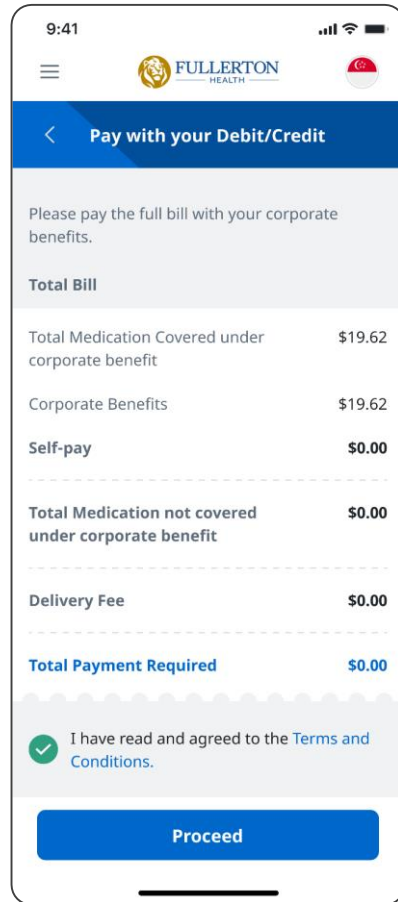 9:41
FULLERTON
HEALTH
Pay with your Debit/Credit
Please pay the full bill with your corporate
benefits.
Total Bill
Total Medication Covered under $19.62
corporate benefit
Corporate Benefits $19.62
Self-pay $0.00
Total Medication not covered $0.00
under corporate benefit
Delivery Fee $0.00
Total Payment Required $0.00
I have read and agreed to the Terms and
Conditions.
Proceed